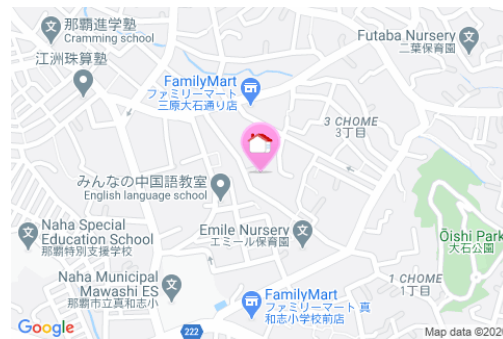 那覇進学塾
Cramming school
Futaba Nursery
二葉保育園
江洲珠算塾
FamilyMart
ファミリーマート
三原大石通り店
3 CHOME
3丁目
みんなの中国語教室
English language school
Naha Special
Education School
那覇特別支援学校
Emile Nursery
エミール保育園
Ōishi Park
大石公園
Naha Municipal
Mawashi ES
那覇市立真和志小
1 CHOME
1丁目
FamilyMart
ファミリーマート 真
和志小学校前店
222
Google
Map data ©202